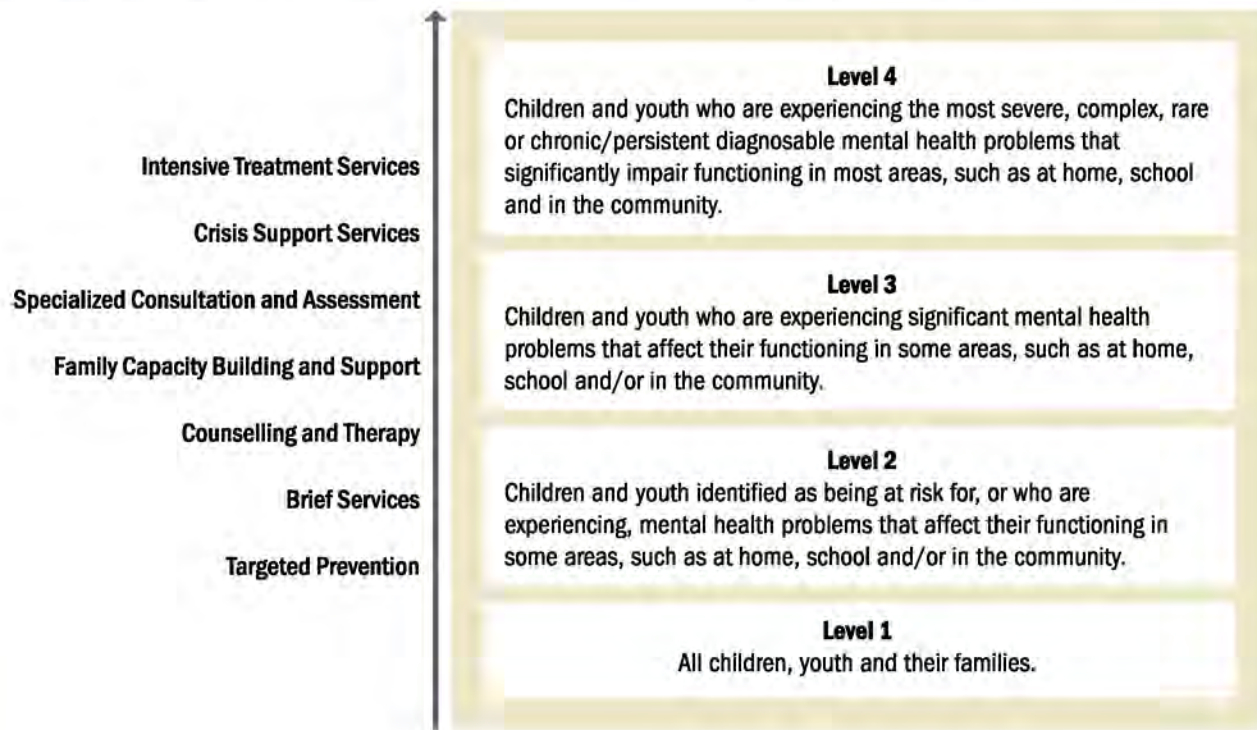 Intensive Treatment Services
Crisis Support Services
Specialized Consultation and Assessment
Family Capacity Building and Support
Counselling and Therapy
Brief Services
Targeted Prevention
Level 4
Children and youth who are experiencing the most severe, complex, rare
or chronic/persistent diagnosable mental health problems that
significantly impair functioning in most areas, such as at home, school
and in the community.
Level 3
Children and youth who are experiencing significant mental health
problems that affect their functioning in some areas, such as at home,
school and/or in the community.
Level 2
Children and youth identified as being at risk for, or who are
experiencing, mental health problems that affect their functioning in
some areas, such as at home, school and/or in the community.
Level 1
All children, youth and their families.